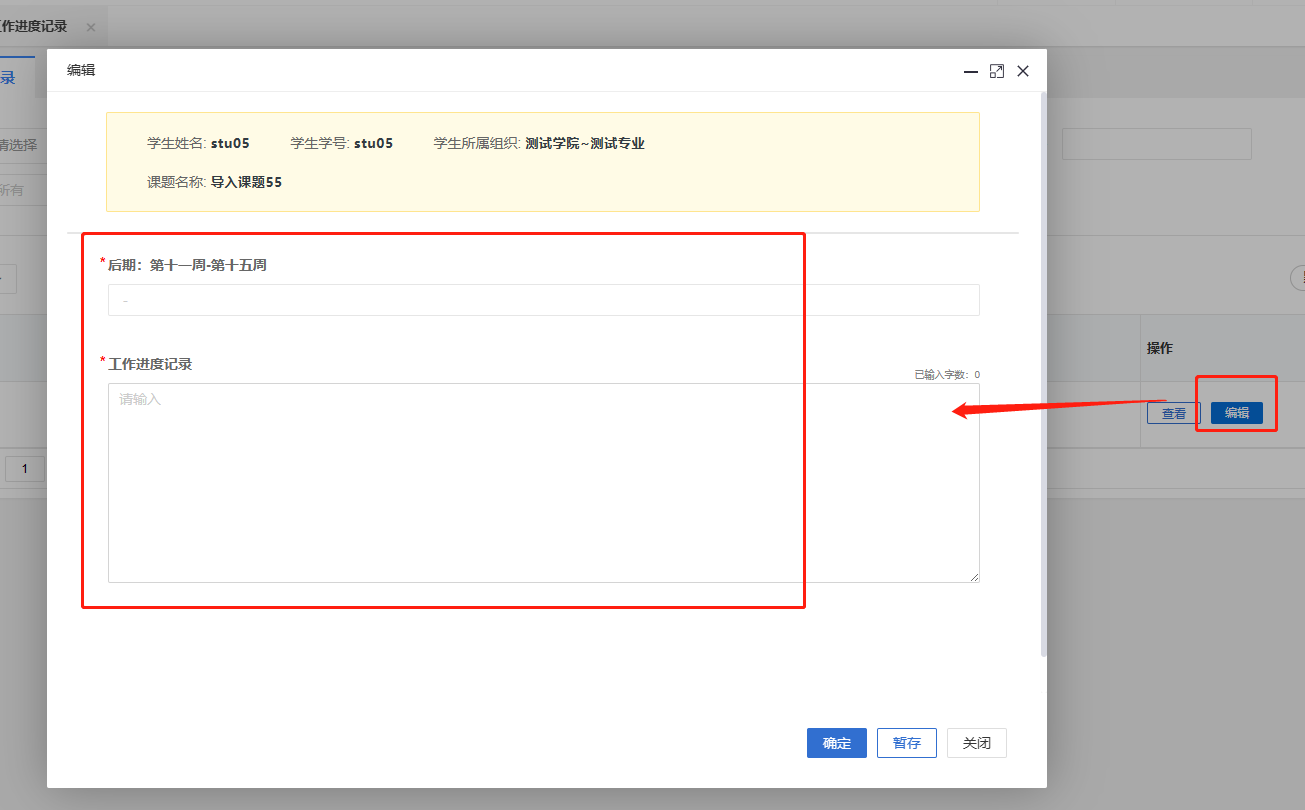 工作进度记录
录
编辑
学生姓名: stu05 学生学号: stu05 学生所属组织: 测试学院~测试专业
请选择
课题名称: 导入课题55
所有
*后期：第十一周-第十五周
-
操作
*工作进度记录
已输入字数：0
请输入
查看 编辑
1
确定 暂存 关闭